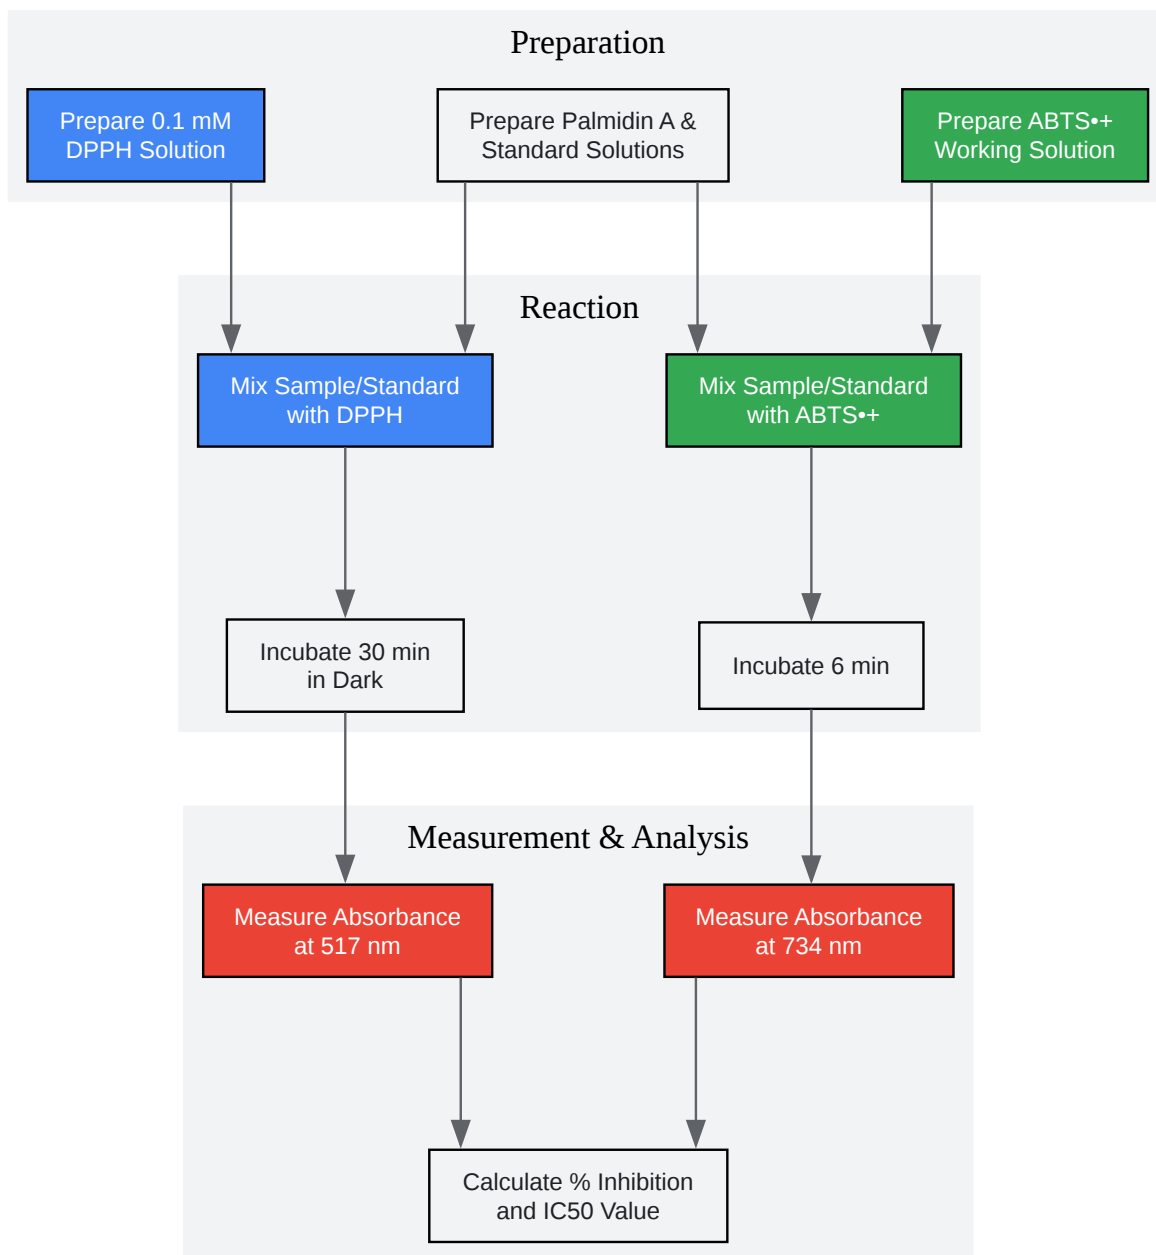 Preparation
Prepare 0.1 mM
DPPH Solution
Prepare Palmidin A &
Standard Solutions
Prepare ABTS•+
Working Solution
Reaction
Mix Sample/Standard
with DPPH
Mix Sample/Standard
with ABTS•+
Incubate 30 min
in Dark
Incubate 6 min
Measurement & Analysis
Measure Absorbance
at 517 nm
Measure Absorbance
at 734 nm
Calculate % Inhibition
and IC50 Value